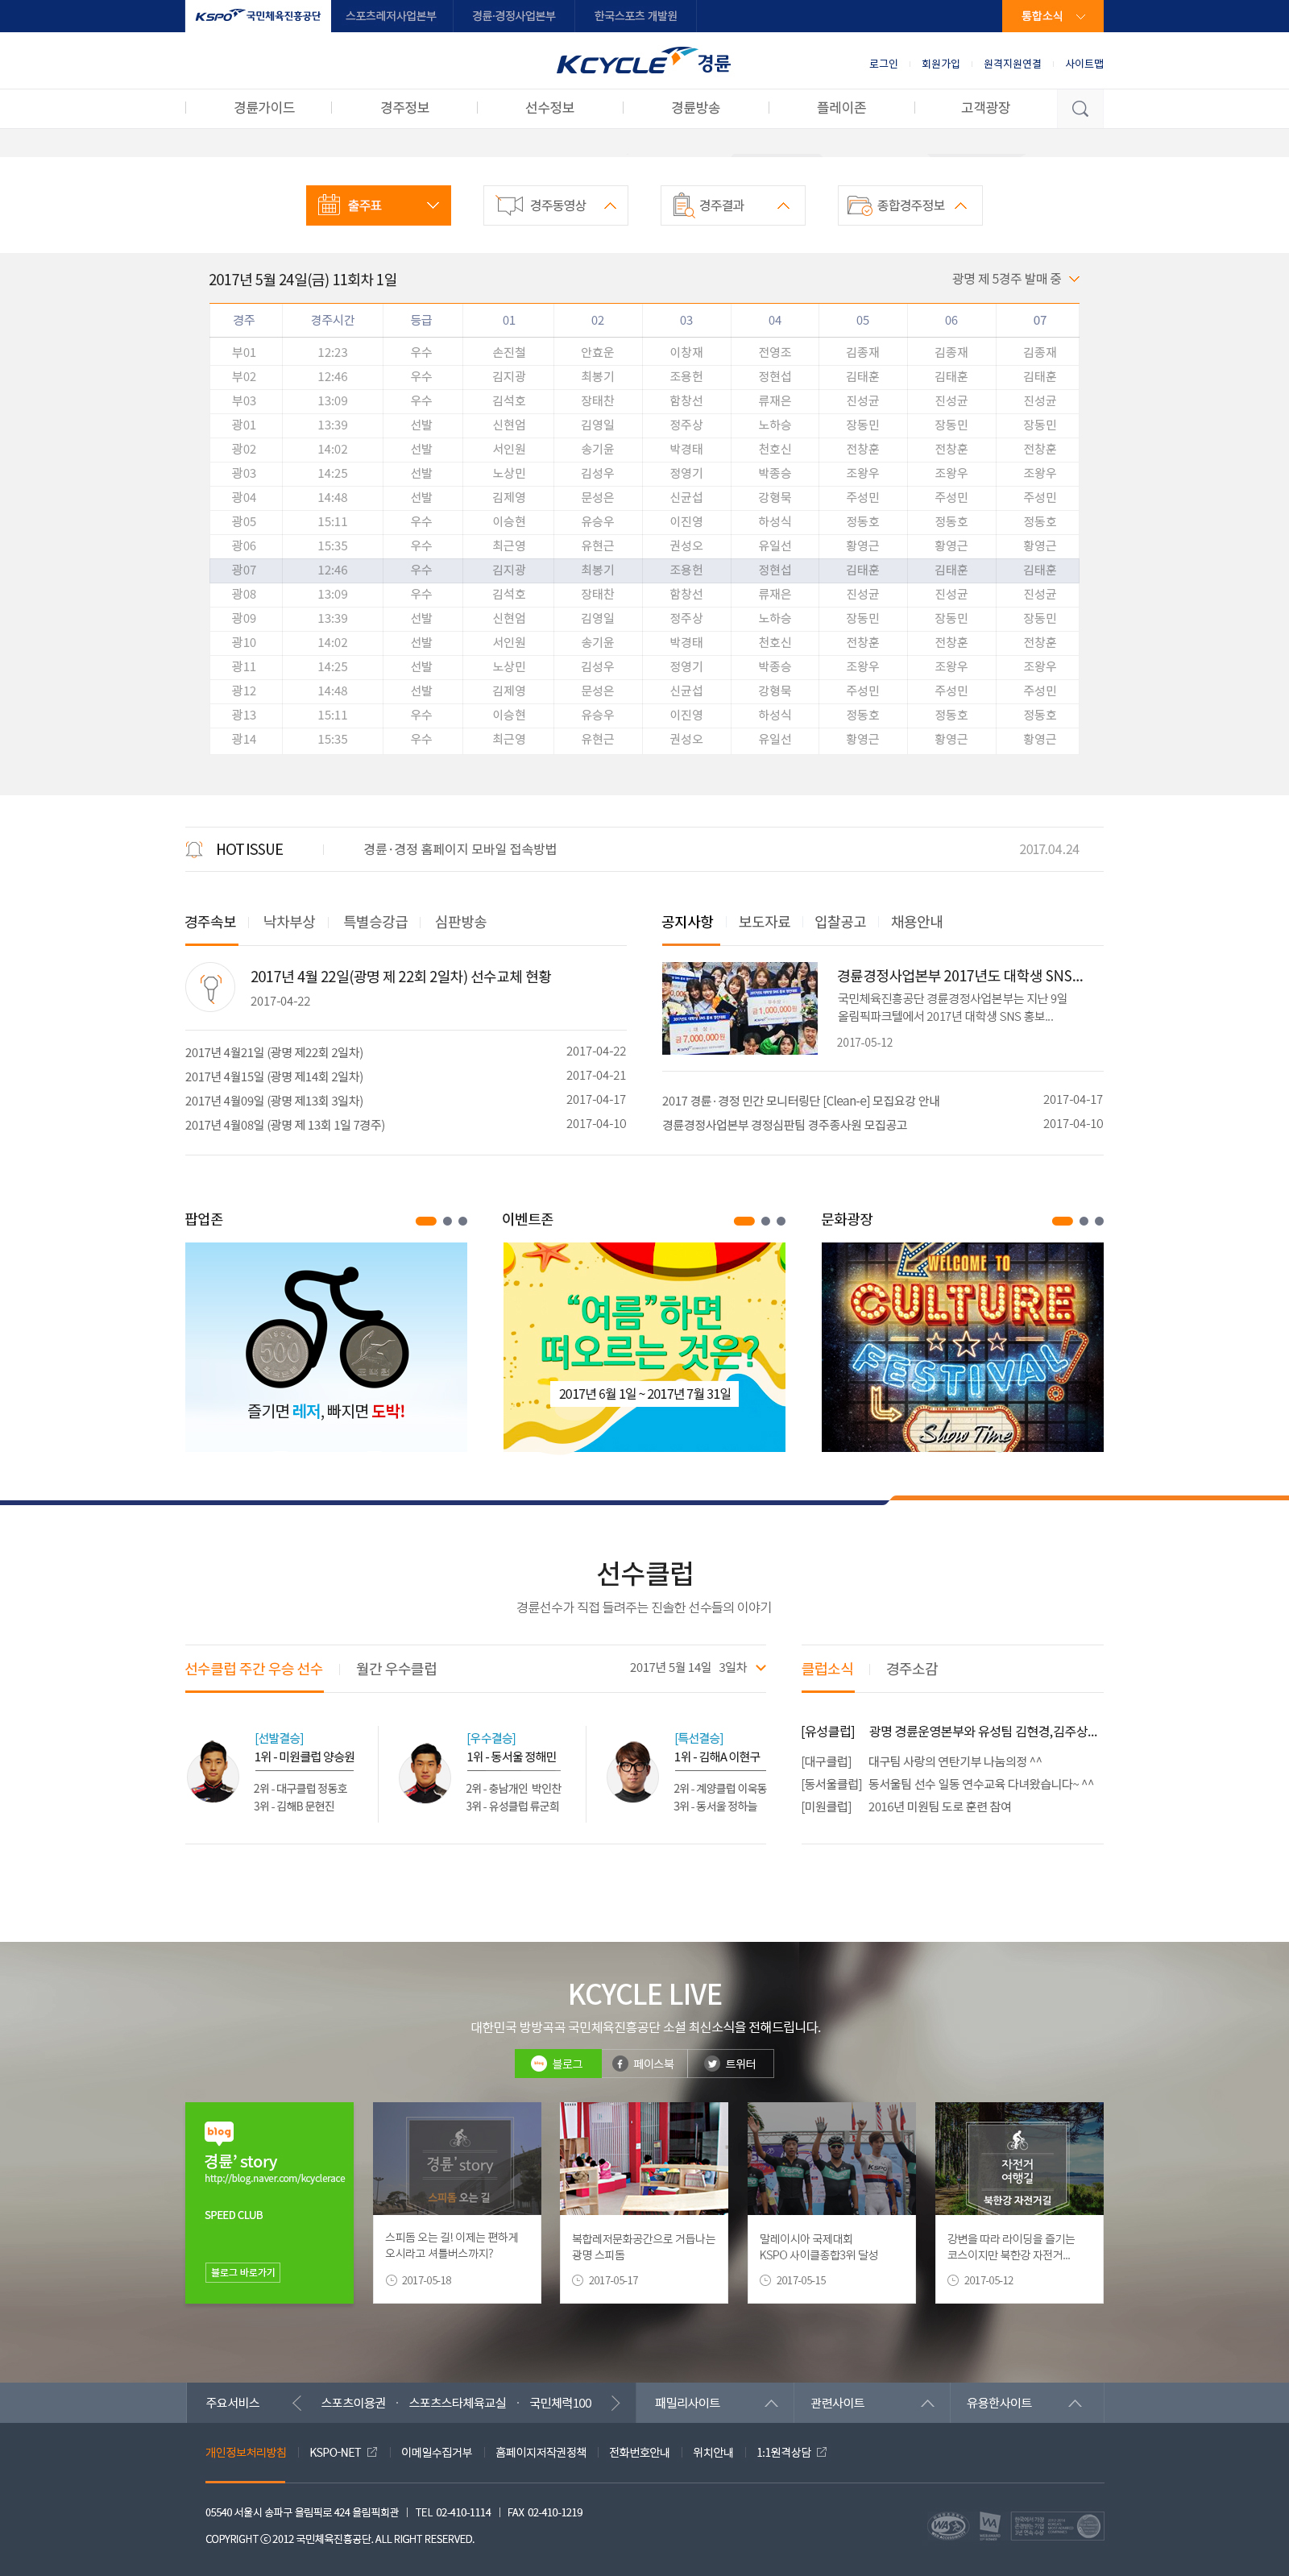 KSPO 국민체육진흥공단 스포츠레저사업본부 경륜·경정사업본부 한국스포츠 개발원 통합소식
KCYCLE 경륜
로그인 회원가입 원격지원연결 사이트맵
경륜가이드 경주정보 선수정보 경륜방송 플레이존 고객광장
출주표 경주동영상 경주결과 종합경주정보
2017년 5월 24일(금) 11회차 1일 광명 제 5경주 발매 중
경주 경주시간 등급 01 02 03 04 05 06 07
부01 12:23 우수 손진철 안효운 이창재 전영조 김종재 김종재 김종재
부02 12:46 우수 김지광 최봉기 조용헌 정현섭 김태훈 김태훈 김태훈
부03 13:09 우수 김석호 장태찬 함창선 류재은 진성균 진성균 진성균
광01 13:39 선발 신현엄 김영일 정주상 노하승 장동민 장동민 장동민
광02 14:02 선발 서인원 송기윤 박경태 천호신 전창훈 전창훈 전창훈
광03 14:25 선발 노상민 김성우 정영기 박종승 조왕우 조왕우 조왕우
광04 14:48 선발 김제영 문성은 신균섭 강형묵 주성민 주성민 주성민
광05 15:11 우수 이승현 유승우 이진영 하성식 정동호 정동호 정동호
광06 15:35 우수 최근영 유현근 권성오 유일선 황영근 황영근 황영근
광07 12:46 우수 김지광 최봉기 조용헌 정현섭 김태훈 김태훈 김태훈
광08 13:09 우수 김석호 장태찬 함창선 류재은 진성균 진성균 진성균
광09 13:39 선발 신현엄 김영일 정주상 노하승 장동민 장동민 장동민
광10 14:02 선발 서인원 송기윤 박경태 천호신 전창훈 전창훈 전창훈
광11 14:25 선발 노상민 김성우 정영기 박종승 조왕우 조왕우 조왕우
광12 14:48 선발 김제영 문성은 신균섭 강형묵 주성민 주성민 주성민
광13 15:11 우수 이승현 유승우 이진영 하성식 정동호 정동호 정동호
광14 15:35 우수 최근영 유현근 권성오 유일선 황영근 황영근 황영근
HOT ISSUE 경륜·경정 홈페이지 모바일 접속방법 2017.04.24
경주속보 낙차부상 특별승강급 심판방송
2017년 4월 22일(광명 제 22회 2일차) 선수교체 현황
2017-04-22
2017년 4월21일 (광명 제22회 2일차) 2017-04-22
2017년 4월15일 (광명 제14회 2일차) 2017-04-21
2017년 4월09일 (광명 제13회 3일차) 2017-04-17
2017년 4월08일 (광명 제 13회 1일 7경주) 2017-04-10
공지사항 보도자료 입찰공고 채용안내
금1,000,000원
금7,000,000원
경륜경정사업본부 2017년도 대학생 SNS...
국민체육진흥공단 경륜경정사업본부는 지난 9일
올림픽파크텔에서 2017년 대학생 SNS 홍보...
2017-05-12
2017 경륜·경정 민간 모니터링단 [Clean-e] 모집요강 안내 2017-04-17
경륜경정사업본부 경정심판팀 경주종사원 모집공고 2017-04-10
팝업존
500
즐기면 레저, 빠지면 도박!
이벤트존
“여름”하면
떠오르는 것은?
2017년 6월 1일 ~ 2017년 7월 31일
문화광장
WELCOME TO
CULTURE
FESTIVAL!
Show Time
선수클럽
경륜선수가 직접 들려주는 진솔한 선수들의 이야기
선수클럽 주간 우승 선수 월간 우수클럽 2017년 5월 14일 3일차
[선발결승]
1위 - 미원클럽 양승원
2위 - 대구클럽 정동호
3위 - 김해B 문현진
[우수결승]
1위 - 동서울 정해민
2위 - 충남개인 박인찬
3위 - 유성클럽 류군희
[특선결승]
1위 - 김해A 이현구
2위 - 계양클럽 이욱동
3위 - 동서울 정하늘
클럽소식 경주소감
[유성클럽] 광명 경륜운영본부와 유성팀 김현경,김주상...
[대구클럽] 대구팀 사랑의 연탄기부 나눔의정 ^^
[동서울클럽] 동서울팀 선수 일동 연수교육 다녀왔습니다~ ^^
[미원클럽] 2016년 미원팀 도로 훈련 참여
KCYCLE LIVE
대한민국 방방곡곡 국민체육진흥공단 소셜 최신소식을 전해드립니다.
블로그 페이스북 트위터
blog
경륜’ story
http://blog.naver.com/kcyclerace
SPEED CLUB
블로그 바로가기
경륜’ story
스피돔 오는 길
스피돔 오는 길! 이제는 편하게
오시라고 셔틀버스까지?
2017-05-18
복합레저문화공간으로 거듭나는
광명 스피돔
2017-05-17
KSPO
말레이시아 국제대회
KSPO 사이클종합3위 달성
2017-05-15
자전거
여행길
북한강 자전거길
강변을 따라 라이딩을 즐기는
코스이지만 북한강 자전거...
2017-05-12
주요서비스 스포츠이용권 · 스포츠스타체육교실 · 국민체력100 패밀리사이트 관련사이트 유용한사이트
개인정보처리방침 KSPO-NET 이메일수집거부 홈페이지저작권정책 전화번호안내 위치안내 1:1원격상담
05540 서울시 송파구 올림픽로 424 올림픽회관 | TEL 02-410-1114 | FAX 02-410-1219
COPYRIGHT ⓒ 2012 국민체육진흥공단. ALL RIGHT RESERVED.